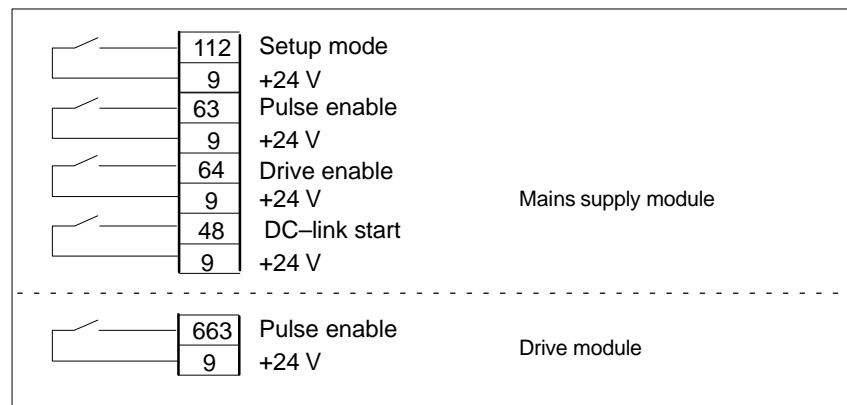 112 Setup mode
9 +24 V
63 Pulse enable
9 +24 V
64 Drive enable
9 +24 V
Mains supply module
48 DC–link start
9 +24 V
663 Pulse enable
9 +24 V
Drive module